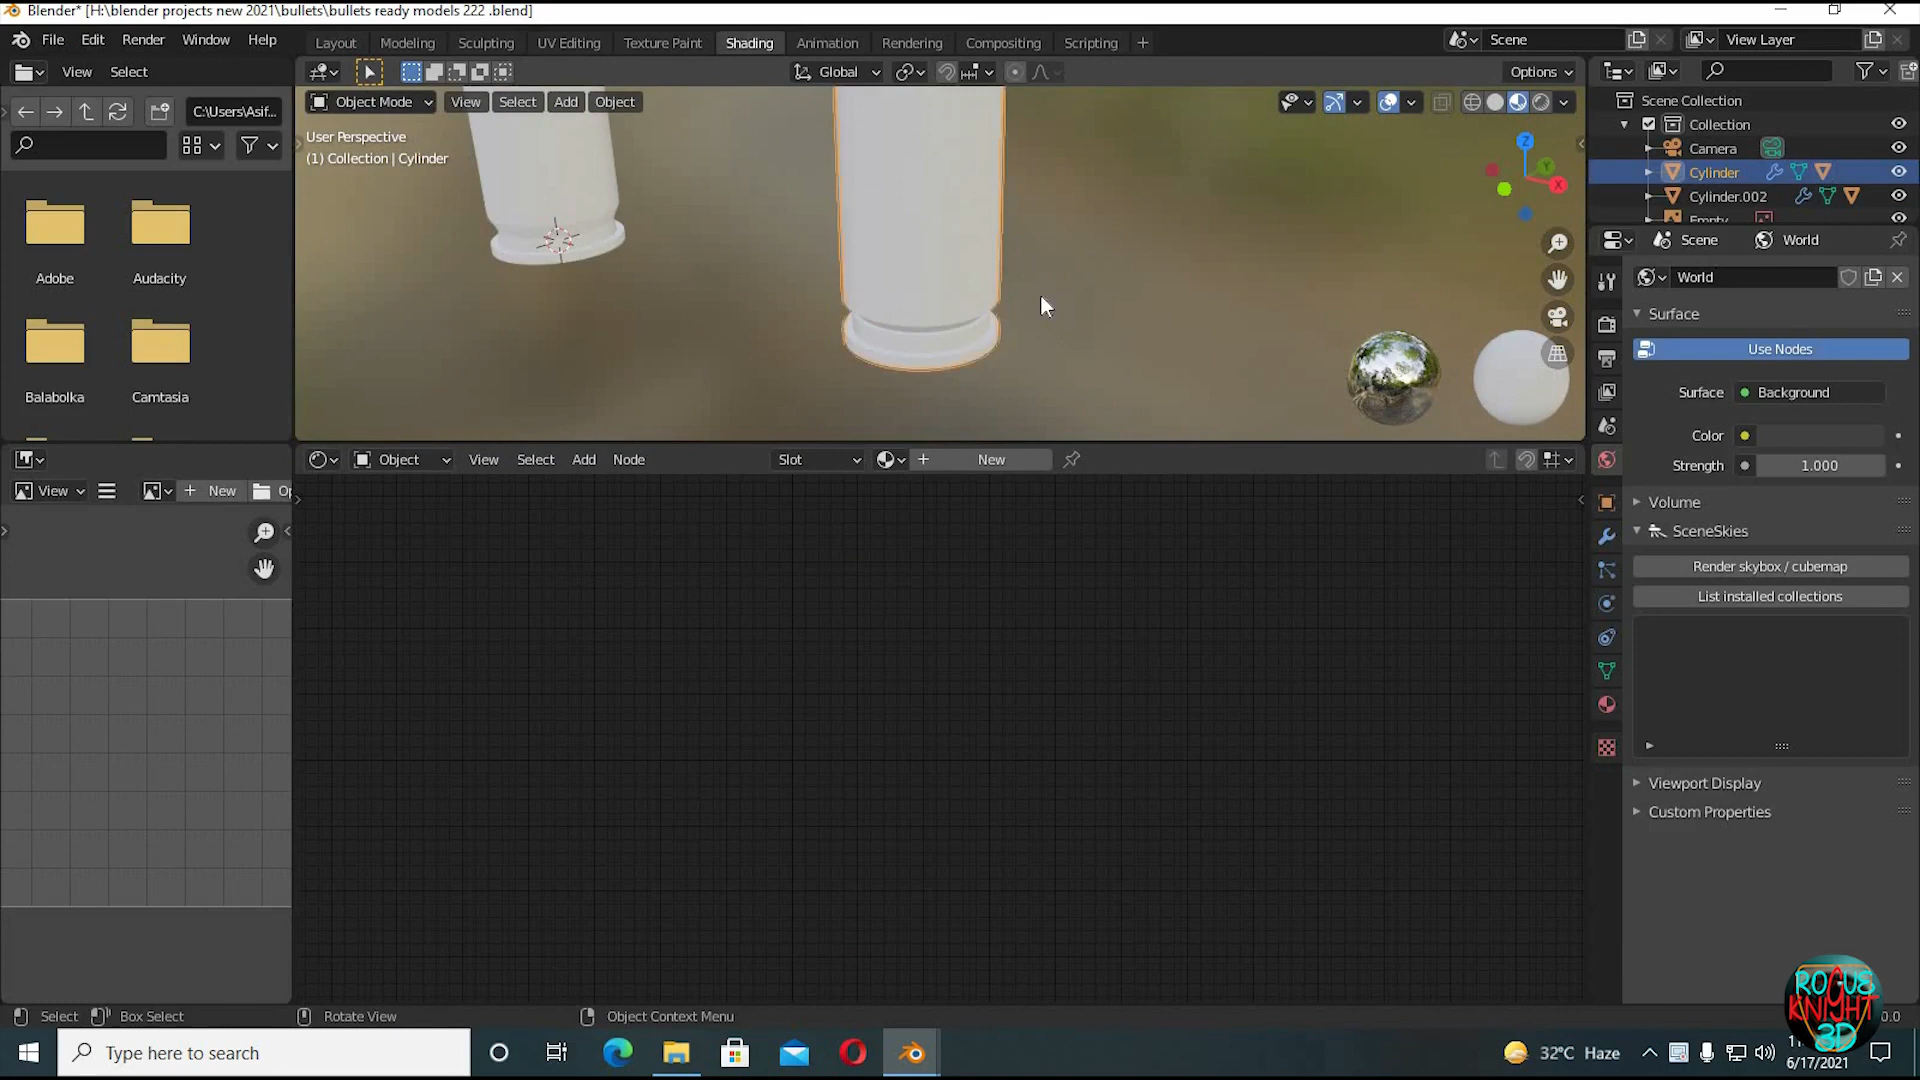 Blender* [H:\blender projects new 2021\bullets\bullets ready models 222 .blend]
File Edit Render Window Help
Layout Modeling Sculpting UV Editing Texture Paint Shading Animation Rendering Compositing Scripting +
Scene
View Layer
View Select
Global
Options
C:\Users\Asif...
Object Mode View Select Add Object
User Perspective
(1) Collection | Cylinder
Z
Y
X
Scene Collection
Collection
Camera
Cylinder
Cylinder.002
Empty
Scene
World
World
Surface
Use Nodes
Surface
Background
Color
Strength
1.000
Volume
SceneSkies
Render skybox / cubemap
List installed collections
Viewport Display
Custom Properties
Adobe
Audacity
Balabolka
Camtasia
Object View Select Add Node
Slot
New
View
New
Op
Select
Box Select
Rotate View
Object Context Menu
ROGUE
KNIGHT
3D
Type here to search
32°C Haze
6/17/2021